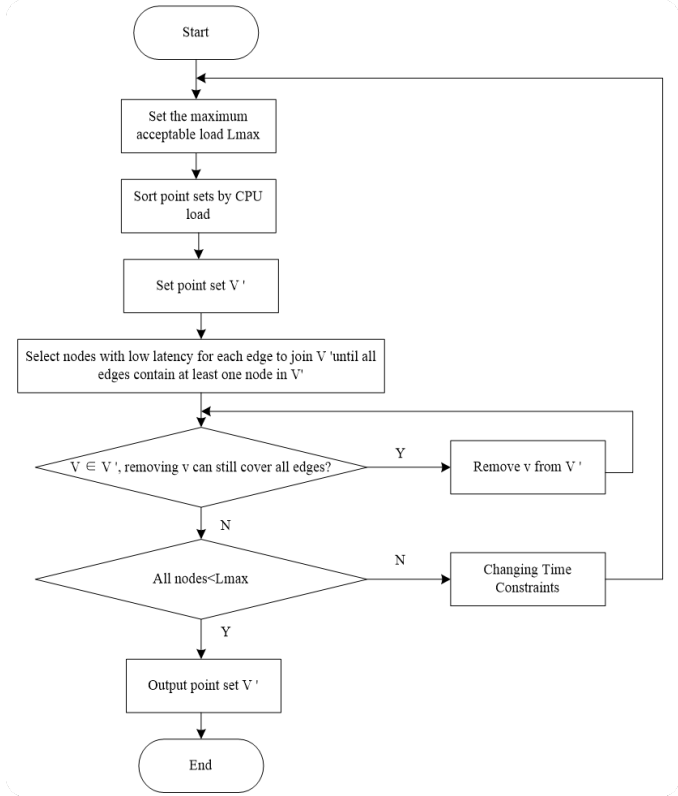 Start
Set the maximum
acceptable load Lmax
Sort point sets by CPU
load
Set point set V '
Select nodes with low latency for each edge to join V 'until all
edges contain at least one node in V'
V ∈ V ', removing v can still cover all edges?
Y
Remove v from V '
N
All nodes<Lmax
N
Changing Time
Constraints
Y
Output point set V '
End